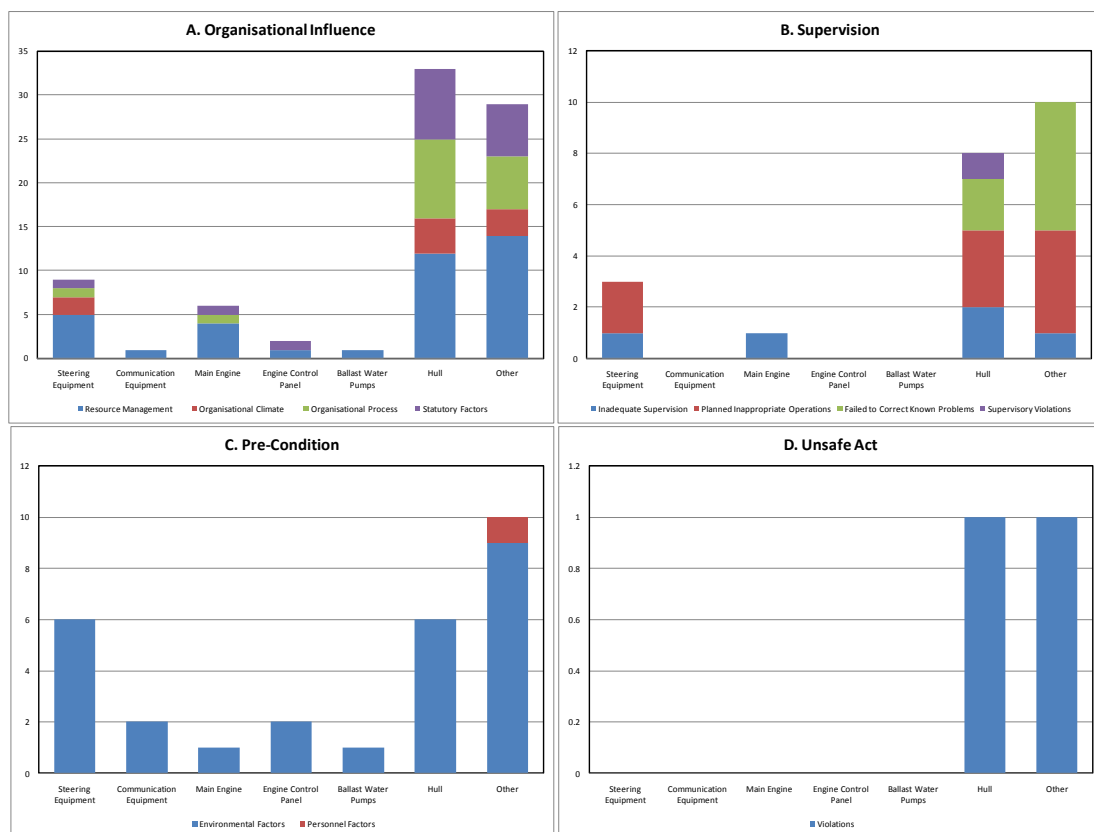 A. Organisational Influence
35
30
25
20
15
10
5
0
Steering Equipment
Communication Equipment
Main Engine
Engine Control Panel
Ballast Water Pumps
Hull
Other
Resource Management
Organisational Climate
Organisational Process
Statutory Factors
B. Supervision
12
10
8
6
4
2
0
Steering Equipment
Communication Equipment
Main Engine
Engine Control Panel
Ballast Water Pumps
Hull
Other
Inadequate Supervision
Planned Inappropriate Operations
Failed to Correct Known Problems
Supervisory Violations
C. Pre-Condition
12
10
8
6
4
2
0
Steering Equipment
Communication Equipment
Main Engine
Engine Control Panel
Ballast Water Pumps
Hull
Other
Environmental Factors
Personnel Factors
D. Unsafe Act
1.2
1
0.8
0.6
0.4
0.2
0
Steering Equipment
Communication Equipment
Main Engine
Engine Control Panel
Ballast Water Pumps
Hull
Other
Violations